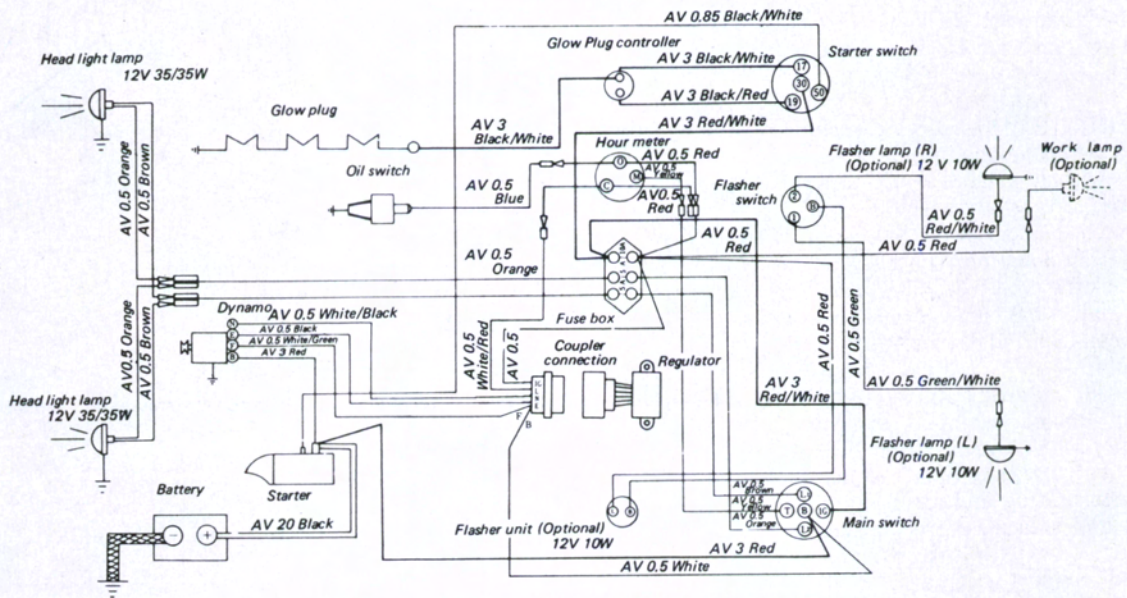 AV 0.85 Black/White
Head light lamp
12V 35/35W
Glow Plug controller
AV 3 Black/White
Starter switch
17
30
50
19
AV 3 Black/Red
Glow plug
AV 3
Black/White
AV 3 Red/White
Hour meter
AV 0.5 Red
AV 0.5
Yellow
M
C
Oil switch
AV 0.5
Blue
AV0.5
Red
Flasher
switch
2
B
1
Flasher lamp (R)
(Optional) 12 V 10W
Work lamp
(Optional)
AV 0.5
Red/White
AV 0.5 Red
AV 0.5 Orange
AV 0.5 Brown
AV 0.5
Orange
AV 0.5
Red
Fuse box
AV0.5 Orange
AV 0.5 Brown
Dynamo
N
E
F
B
AV 0.5 White/Black
AV 0.5 Black
AV 0.5 White/Green
AV 3 Red
AV 0.5
White/Red
AV 0.5
Coupler
connection
Regulator
F
B
AV 0.5 Red
AV 0.5 Green
AV 3
Red/White
AV 0.5 Green/White
Head light lamp
12V 35/35W
Flasher lamp (L)
(Optional)
12V 10W
Battery
−
+
Starter
AV 20 Black
Flasher unit (Optional)
12V 10W
AV 0.5
Brown
AV 0.5
Yellow
AV 0.5
Orange
T
B
IG
Main switch
AV 3 Red
AV 0.5 White